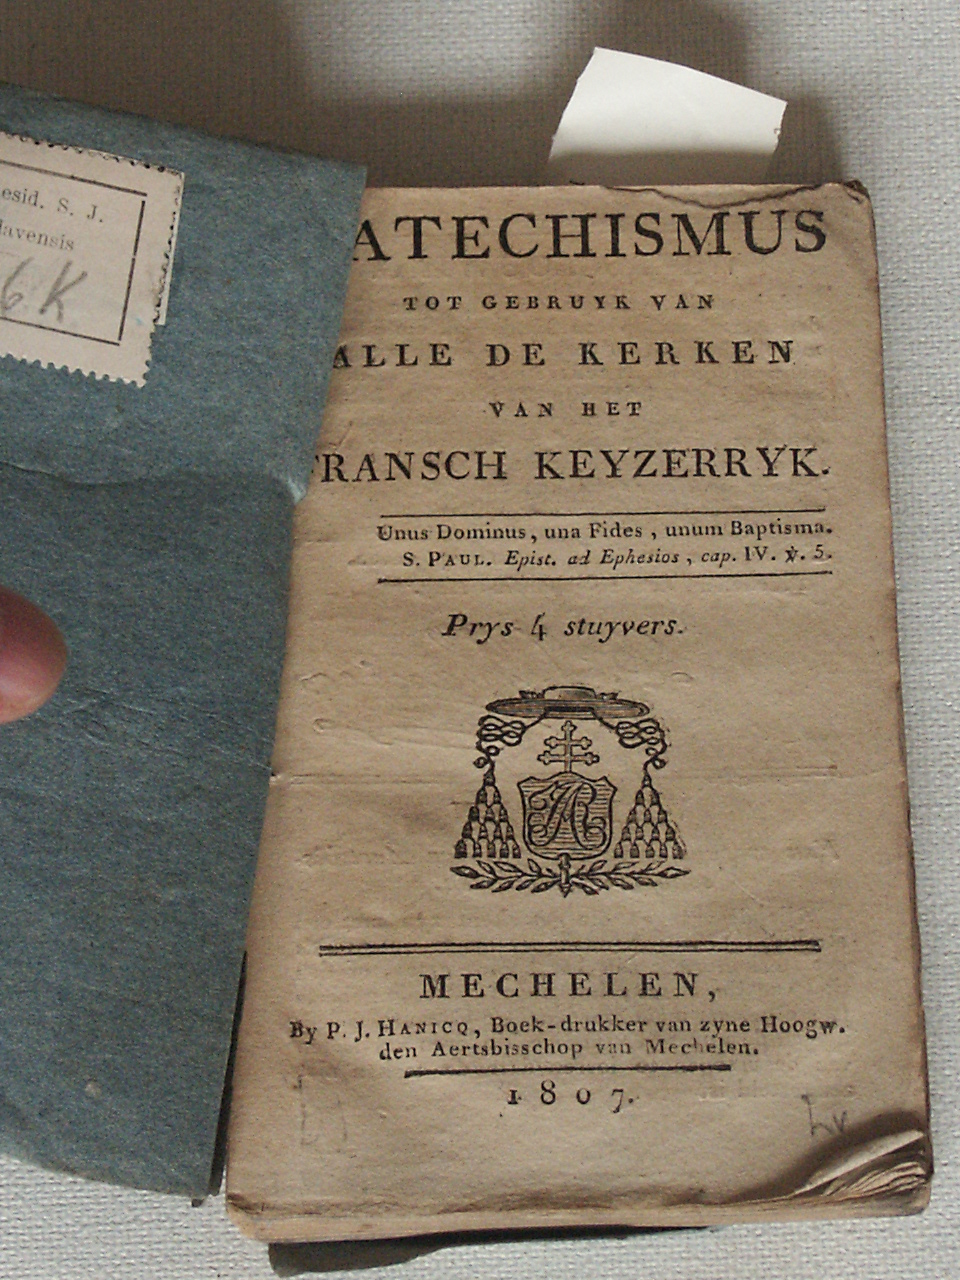 esid. S. J.
lavensis
6 K
ATECHISMUS
TOT GEBRUYK VAN
ALLE DE KERKEN
VAN HET
FRANSCH KEYZERRYK.
Unus Dominus, una Fides, unum Baptisma.
S. PAUL. Epist. ad Ephesios, cap. IV. ℣. 5.
Prys 4 stuyvers.
MECHELEN,
By P. J. HANICQ, Boek-drukker van zyne Hoogw.
den Aertsbisschop van Mechelen.
1807.